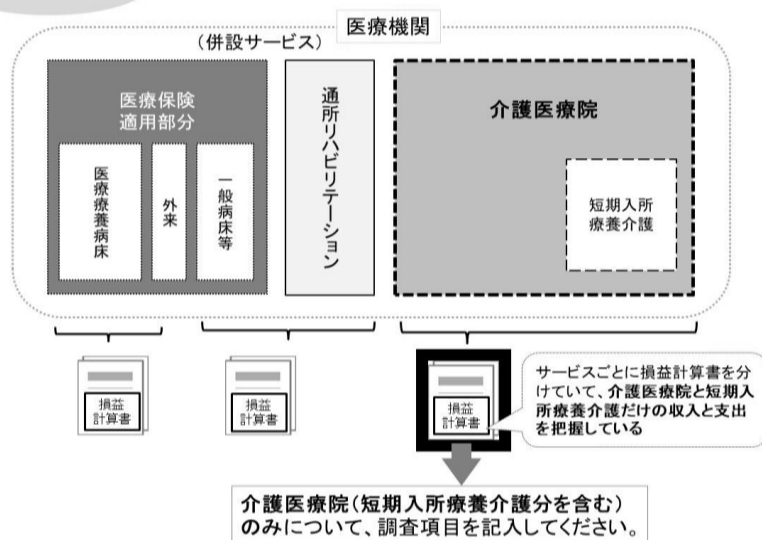 医療機関
（併設サービス）
医療保険
適用部分
医療療養病床
外来
一般病床等
通所リハビリテーション
介護医療院
短期入所
療養介護
損益
計算書
損益
計算書
損益
計算書
サービスごとに損益計算書を分
けていて、介護医療院と短期入
所療養介護だけの収入と支出
を把握している
介護医療院（短期入所療養介護分を含む）
のみについて、調査項目を記入してください。